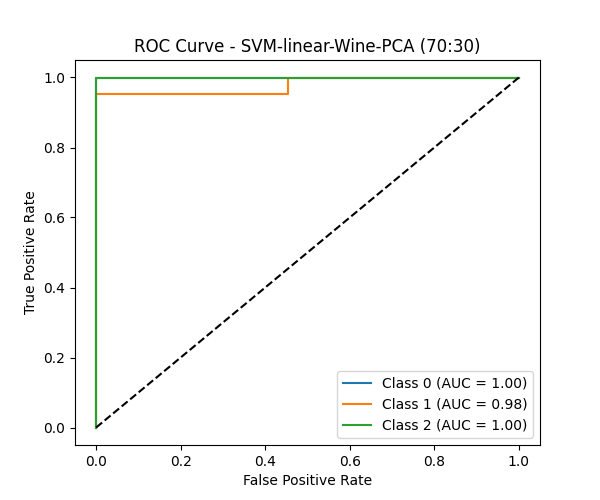 ROC Curve - SVM-linear-Wine-PCA (70:30)
True Positive Rate
1.0
0.8
0.6
0.4
0.2
0.0
0.0 0.2 0.4 0.6 0.8 1.0
False Positive Rate
Class 0 (AUC = 1.00)
Class 1 (AUC = 0.98)
Class 2 (AUC = 1.00)